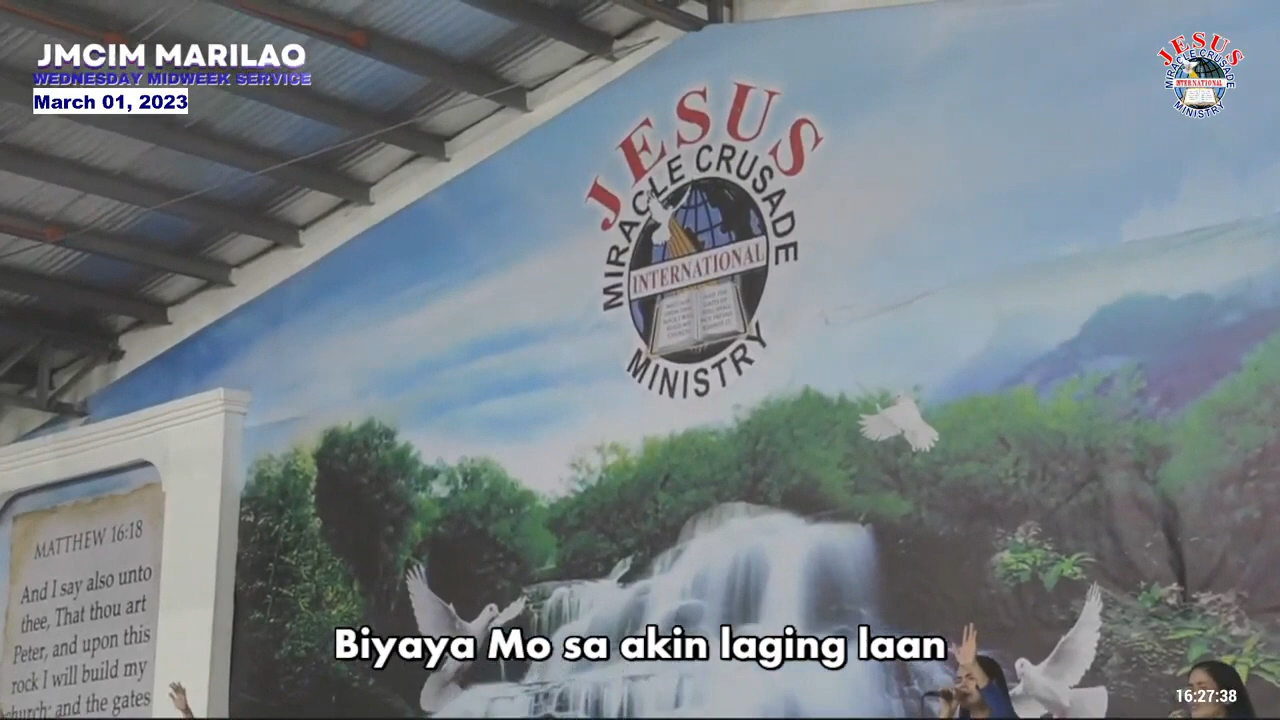 JMCIM MARILAO
WEDNESDAY MIDWEEK SERVICE
March 01, 2023
JESUS
MIRACLE CRUSADE
INTERNATIONAL
MINISTRY
JESUS
MIRACLE CRUSADE
INTERNATIONAL
MINISTRY
MATTHEW 16:18
And I say also unto
thee, That thou art
Peter, and upon this
rock I will build my
church; and the gates
Biyaya Mo sa akin laging laan
16:27:38